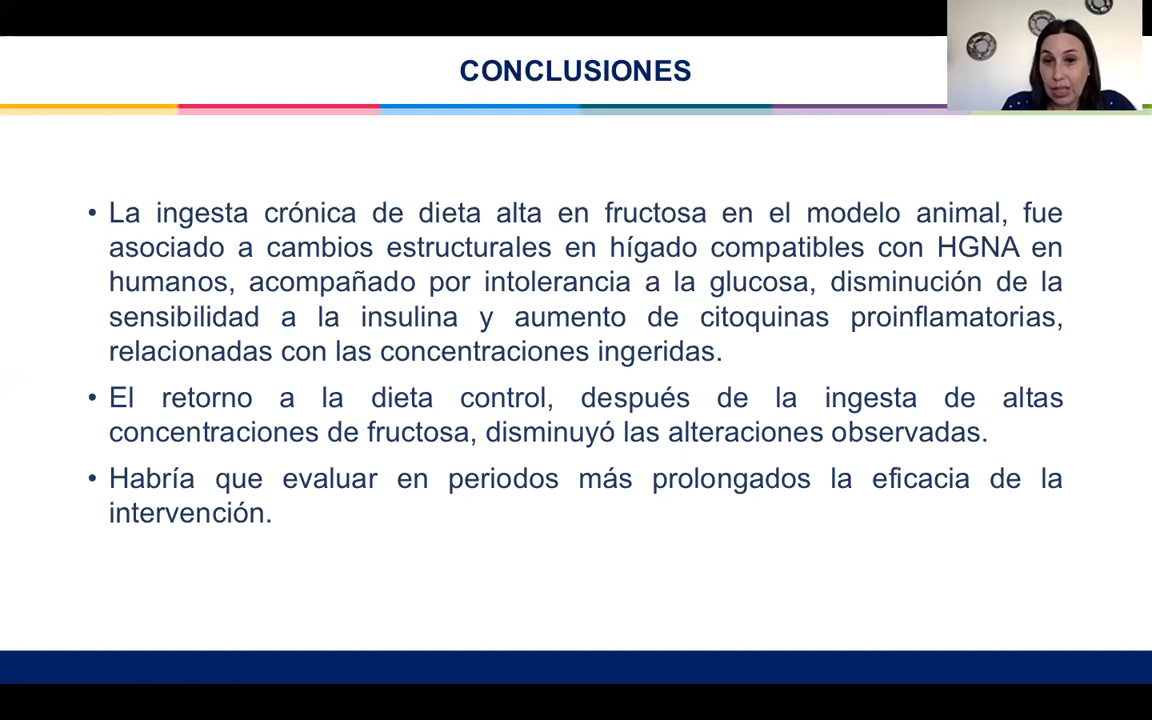 CONCLUSIONES
• La ingesta crónica de dieta alta en fructosa en el modelo animal, fue
asociado a cambios estructurales en hígado compatibles con HGNA en
humanos, acompañado por intolerancia a la glucosa, disminución de la
sensibilidad a la insulina y aumento de citoquinas proinflamatorias,
relacionadas con las concentraciones ingeridas.
• El retorno a la dieta control, después de la ingesta de altas
concentraciones de fructosa, disminuyó las alteraciones observadas.
• Habría que evaluar en periodos más prolongados la eficacia de la
intervención.